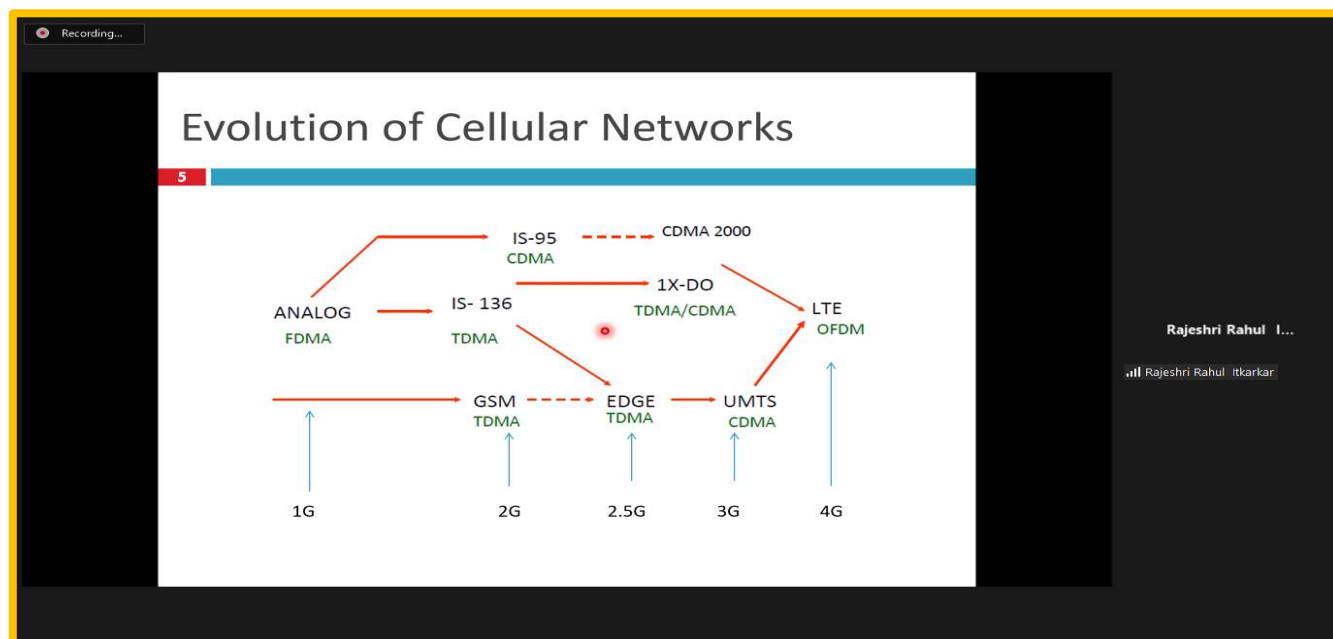 Recording...
Evolution of Cellular Networks
5
IS-95
CDMA
CDMA 2000
1X-DO
TDMA/CDMA
ANALOG
FDMA
IS- 136
TDMA
LTE
OFDM
GSM
TDMA
EDGE
TDMA
UMTS
CDMA
1G
2G
2.5G
3G
4G
Rajeshri Rahul I...
Rajeshri Rahul Itkarkar